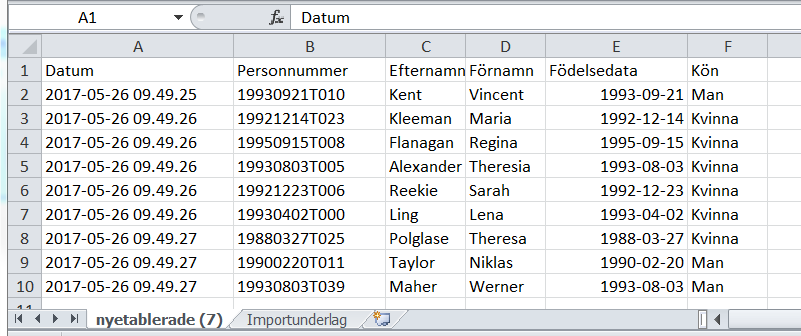 A1 fx Datum
A B C D E F
1 Datum Personnummer Efternamn Förnamn Födelsedata Kön
2 2017-05-26 09.49.25 19930921T010 Kent Vincent 1993-09-21 Man
3 2017-05-26 09.49.26 19921214T023 Kleeman Maria 1992-12-14 Kvinna
4 2017-05-26 09.49.26 19950915T008 Flanagan Regina 1995-09-15 Kvinna
5 2017-05-26 09.49.26 19930803T005 Alexander Theresia 1993-08-03 Kvinna
6 2017-05-26 09.49.26 19921223T006 Reekie Sarah 1992-12-23 Kvinna
7 2017-05-26 09.49.26 19930402T000 Ling Lena 1993-04-02 Kvinna
8 2017-05-26 09.49.27 19880327T025 Polglase Theresa 1988-03-27 Kvinna
9 2017-05-26 09.49.27 19900220T011 Taylor Niklas 1990-02-20 Man
10 2017-05-26 09.49.27 19930803T039 Maher Werner 1993-08-03 Man
nyetablerade (7) Importunderlag